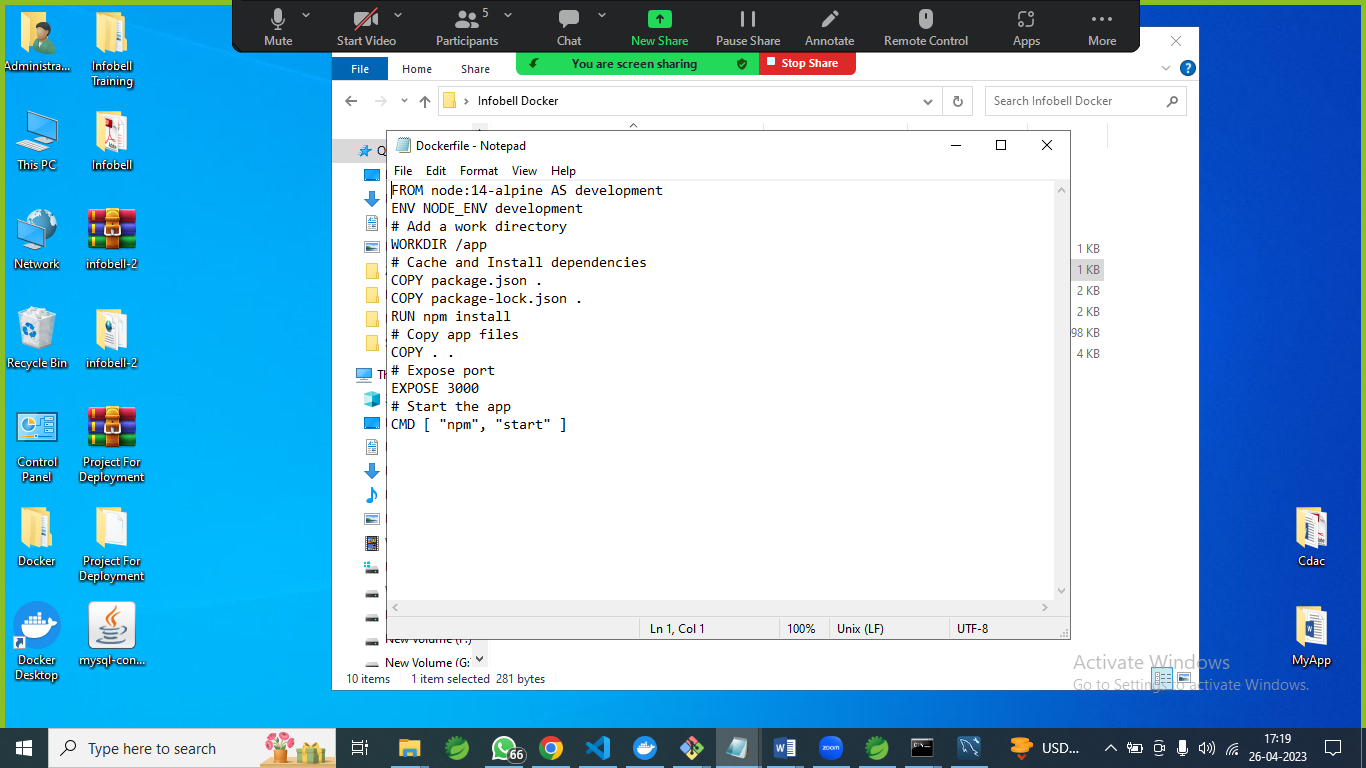 Mute
Start Video
Participants
5
Chat
New Share
Pause Share
Annotate
Remote Control
Apps
More
You are screen sharing
Stop Share
File
Home
Share
Infobell Docker
Search Infobell Docker
Dockerfile - Notepad
File Edit Format View Help
FROM node:14-alpine AS development
ENV NODE_ENV development
# Add a work directory
WORKDIR /app
# Cache and Install dependencies
COPY package.json .
COPY package-lock.json .
RUN npm install
# Copy app files
COPY . .
# Expose port
EXPOSE 3000
# Start the app
CMD [ "npm", "start" ]
Ln 1, Col 1
100%
Unix (LF)
UTF-8
1 KB
1 KB
2 KB
2 KB
98 KB
4 KB
New Volume (G:
10 items
1 item selected 281 bytes
Administra...
Infobell
Training
This PC
Infobell
Network
infobell-2
Recycle Bin
infobell-2
Control
Panel
Project For
Deployment
Docker
Project For
Deployment
Docker
Desktop
mysql-con...
Cdac
MyApp
Activate Windows
Go to Settings to activate Windows.
Type here to search
66
zoom
USD...
17:19
26-04-2023